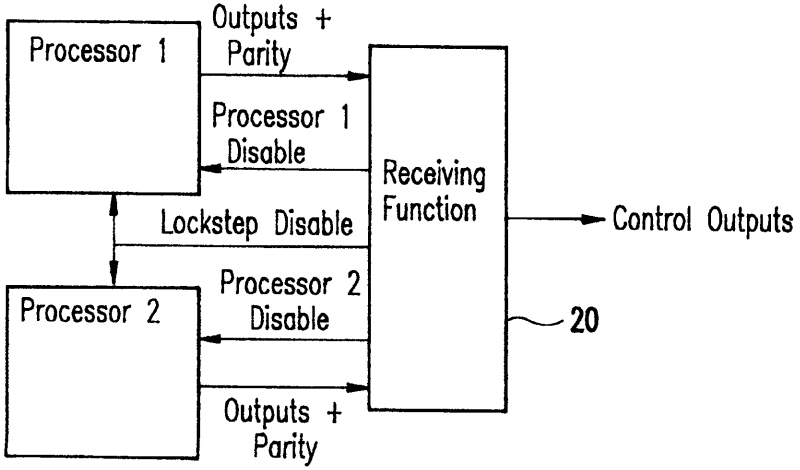 Outputs +
Parity
Processor 1
Processor 1
Disable
Receiving
Function
Lockstep Disable
Control Outputs
Processor 2
Disable
Processor 2
20
Outputs +
Parity